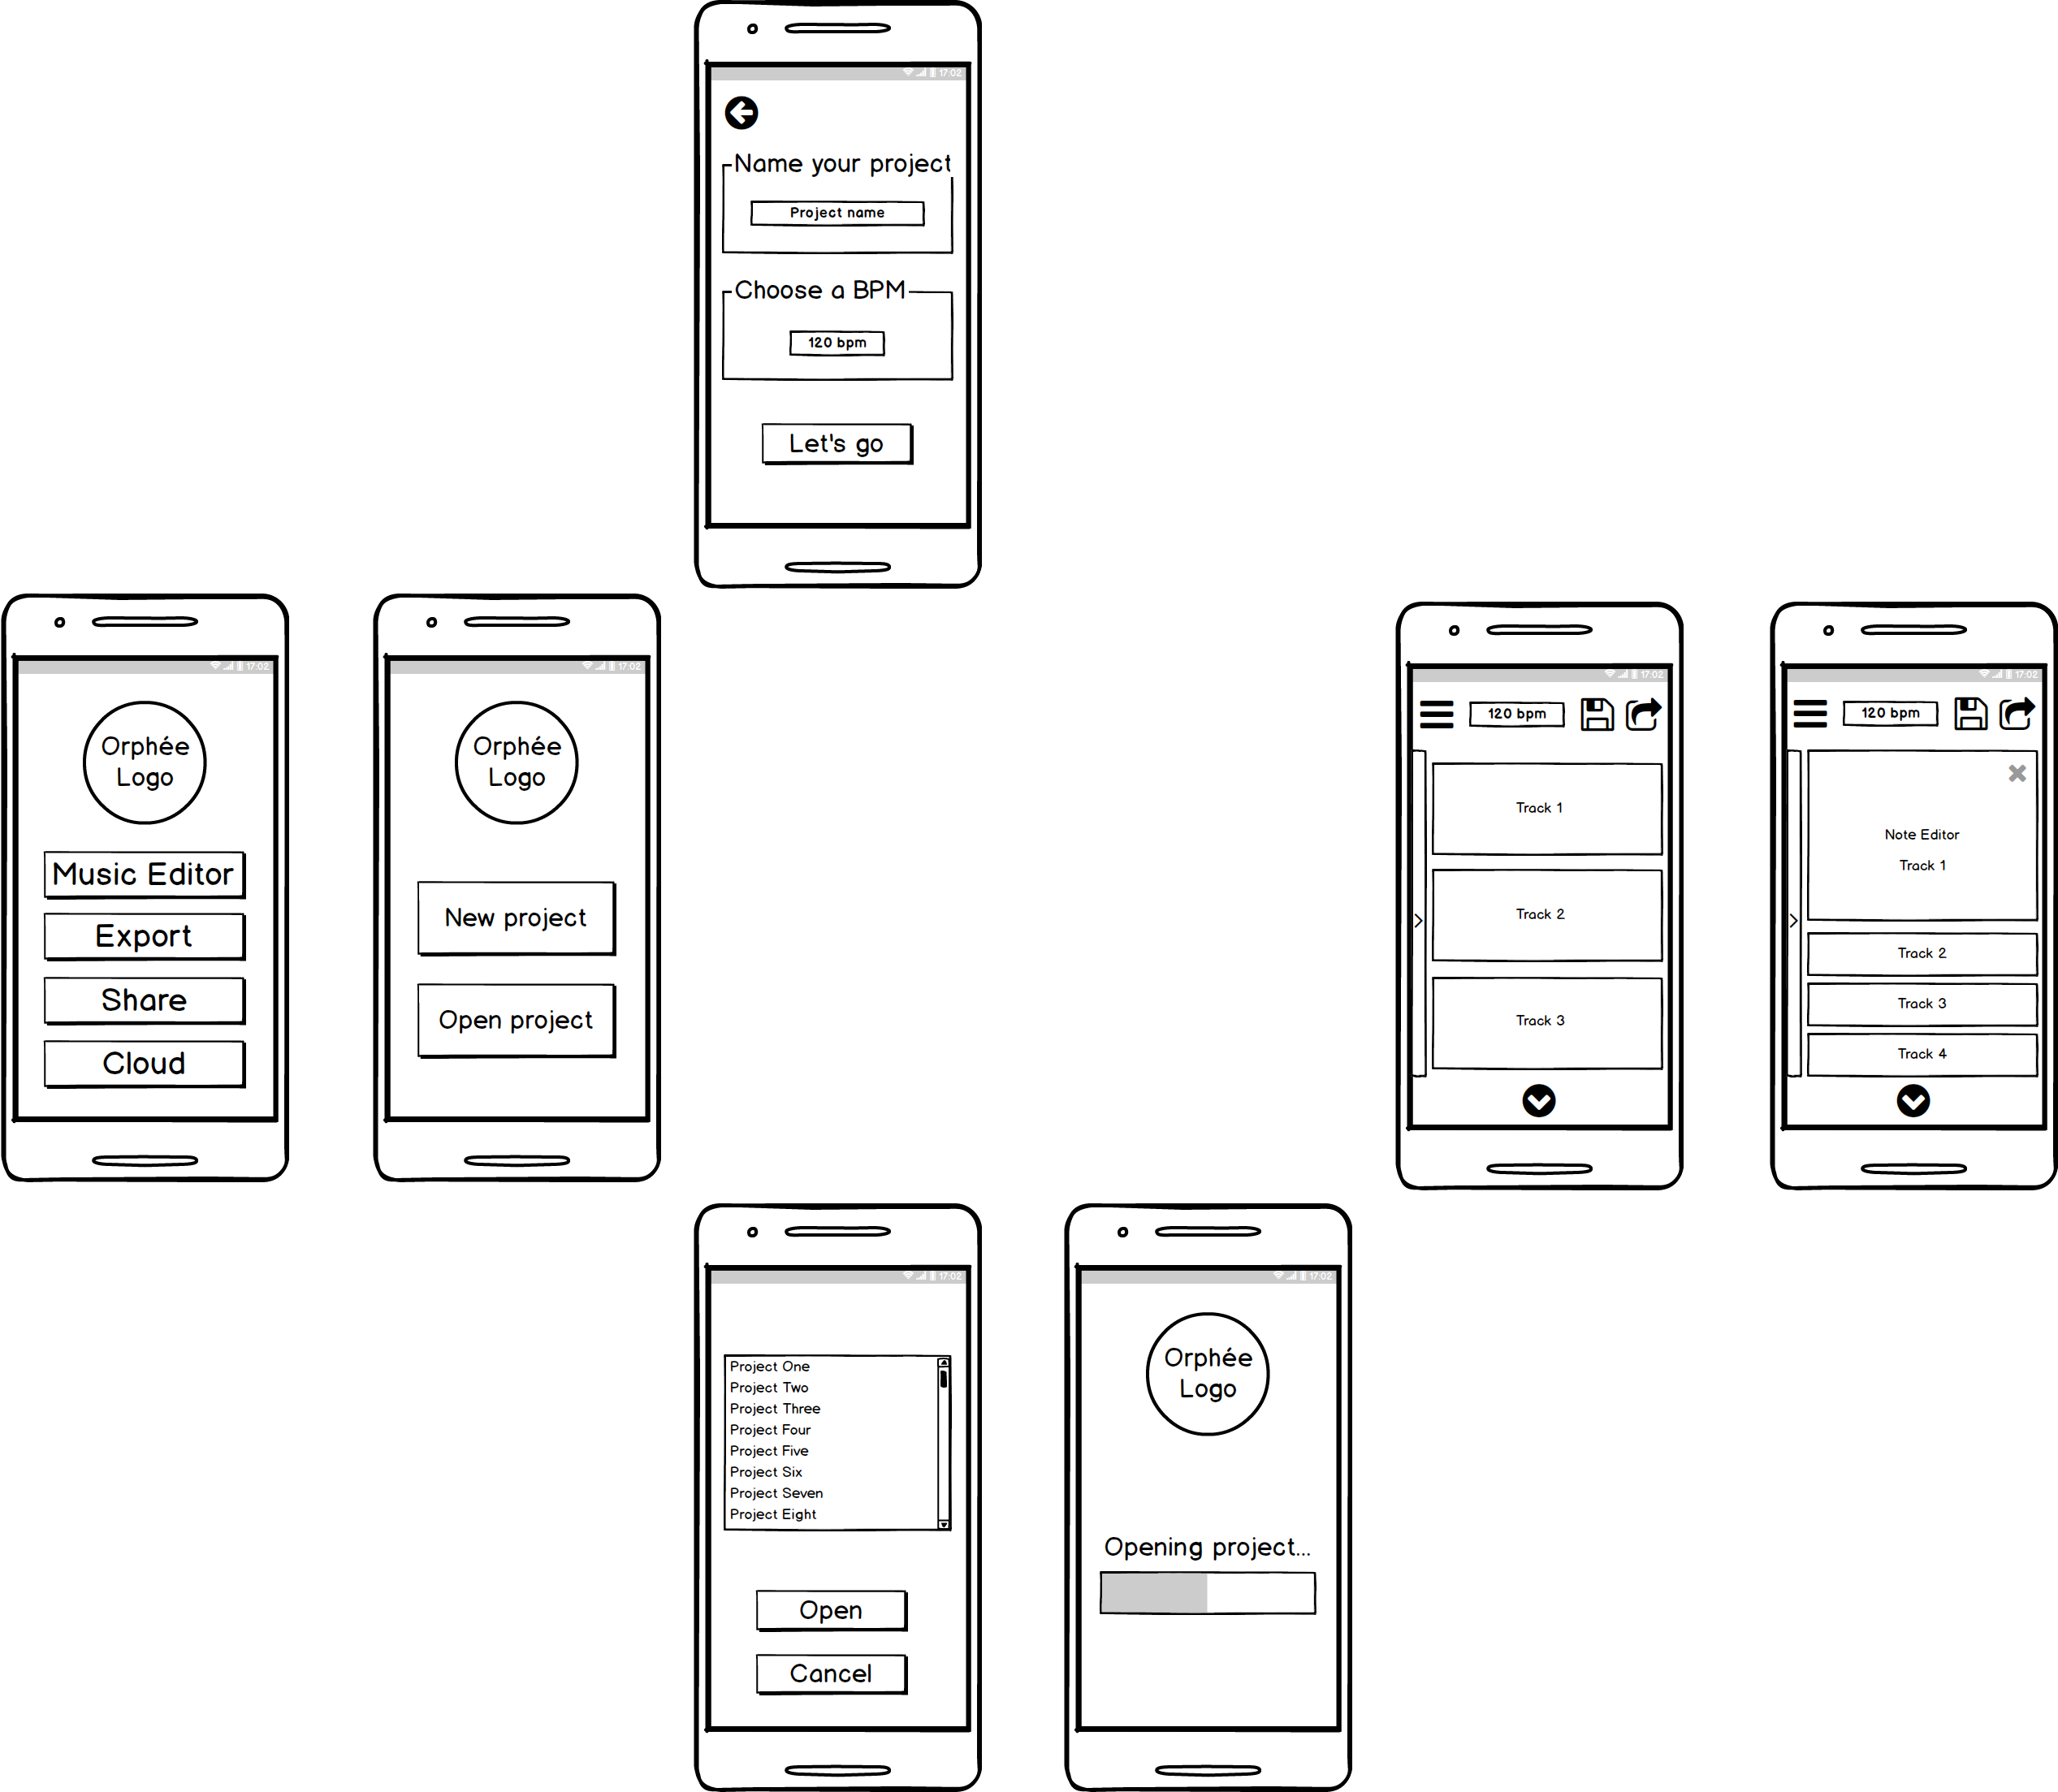 17:02
Name your project
Project name
Choose a BPM
120 bpm
Let's go
17:02
Orphée
Logo
Music Editor
Export
Share
Cloud
17:02
Orphée
Logo
New project
Open project
17:02
120 bpm
Track 1
Track 2
Track 3
17:02
120 bpm
Note Editor
Track 1
Track 2
Track 3
Track 4
17:02
Project One
Project Two
Project Three
Project Four
Project Five
Project Six
Project Seven
Project Eight
Open
Cancel
17:02
Orphée
Logo
Opening project...